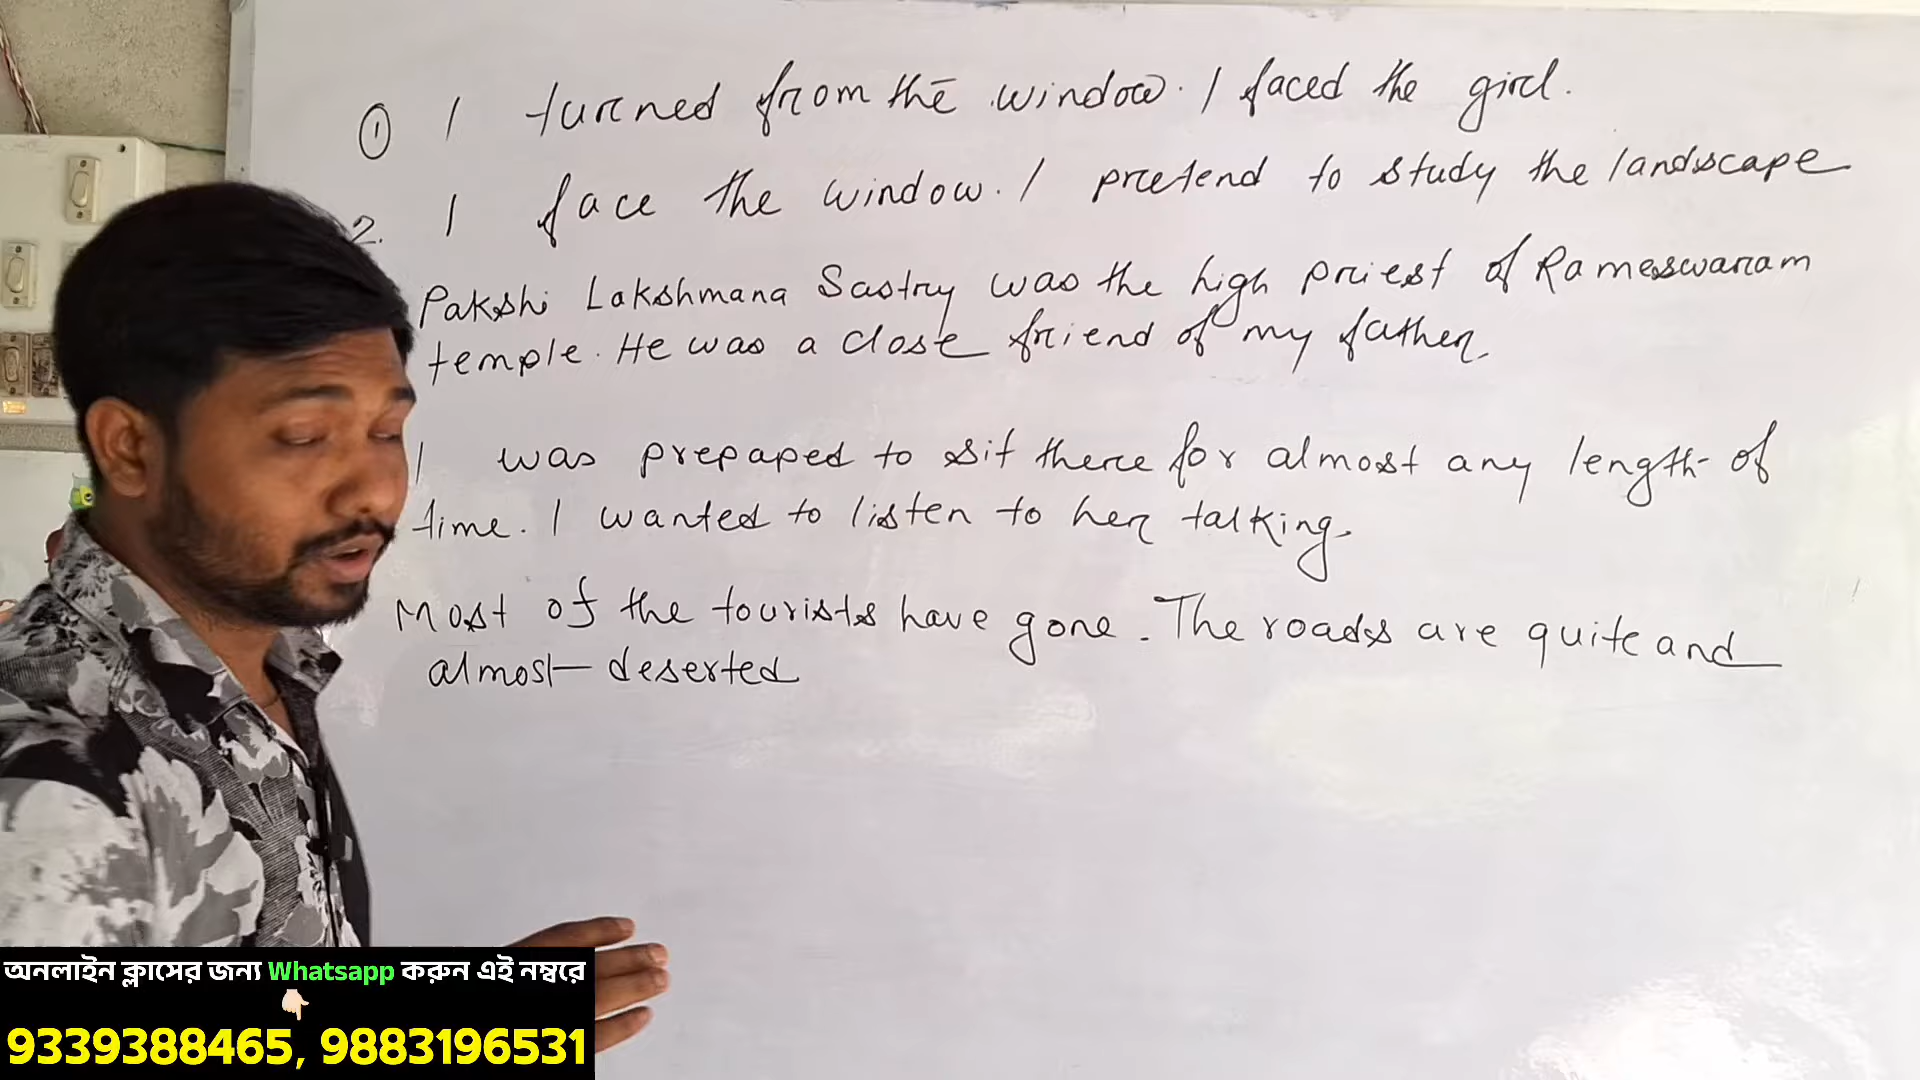 ① I turned from the window. I faced the girl.
2. I face the window. I pretend to study the landscape
Pakshi Lakshmana Sastry was the high priest of Rameswaram
temple. He was a close friend of my father.
I was prepaped to sit there for almost any length of
time. I wanted to listen to her talking.
Most of the tourists have gone. The roads are quite and
almost deserted
অনলাইন ক্লাসের জন্য Whatsapp করুন এই নম্বরে
👇🏻
9339388465, 9883196531